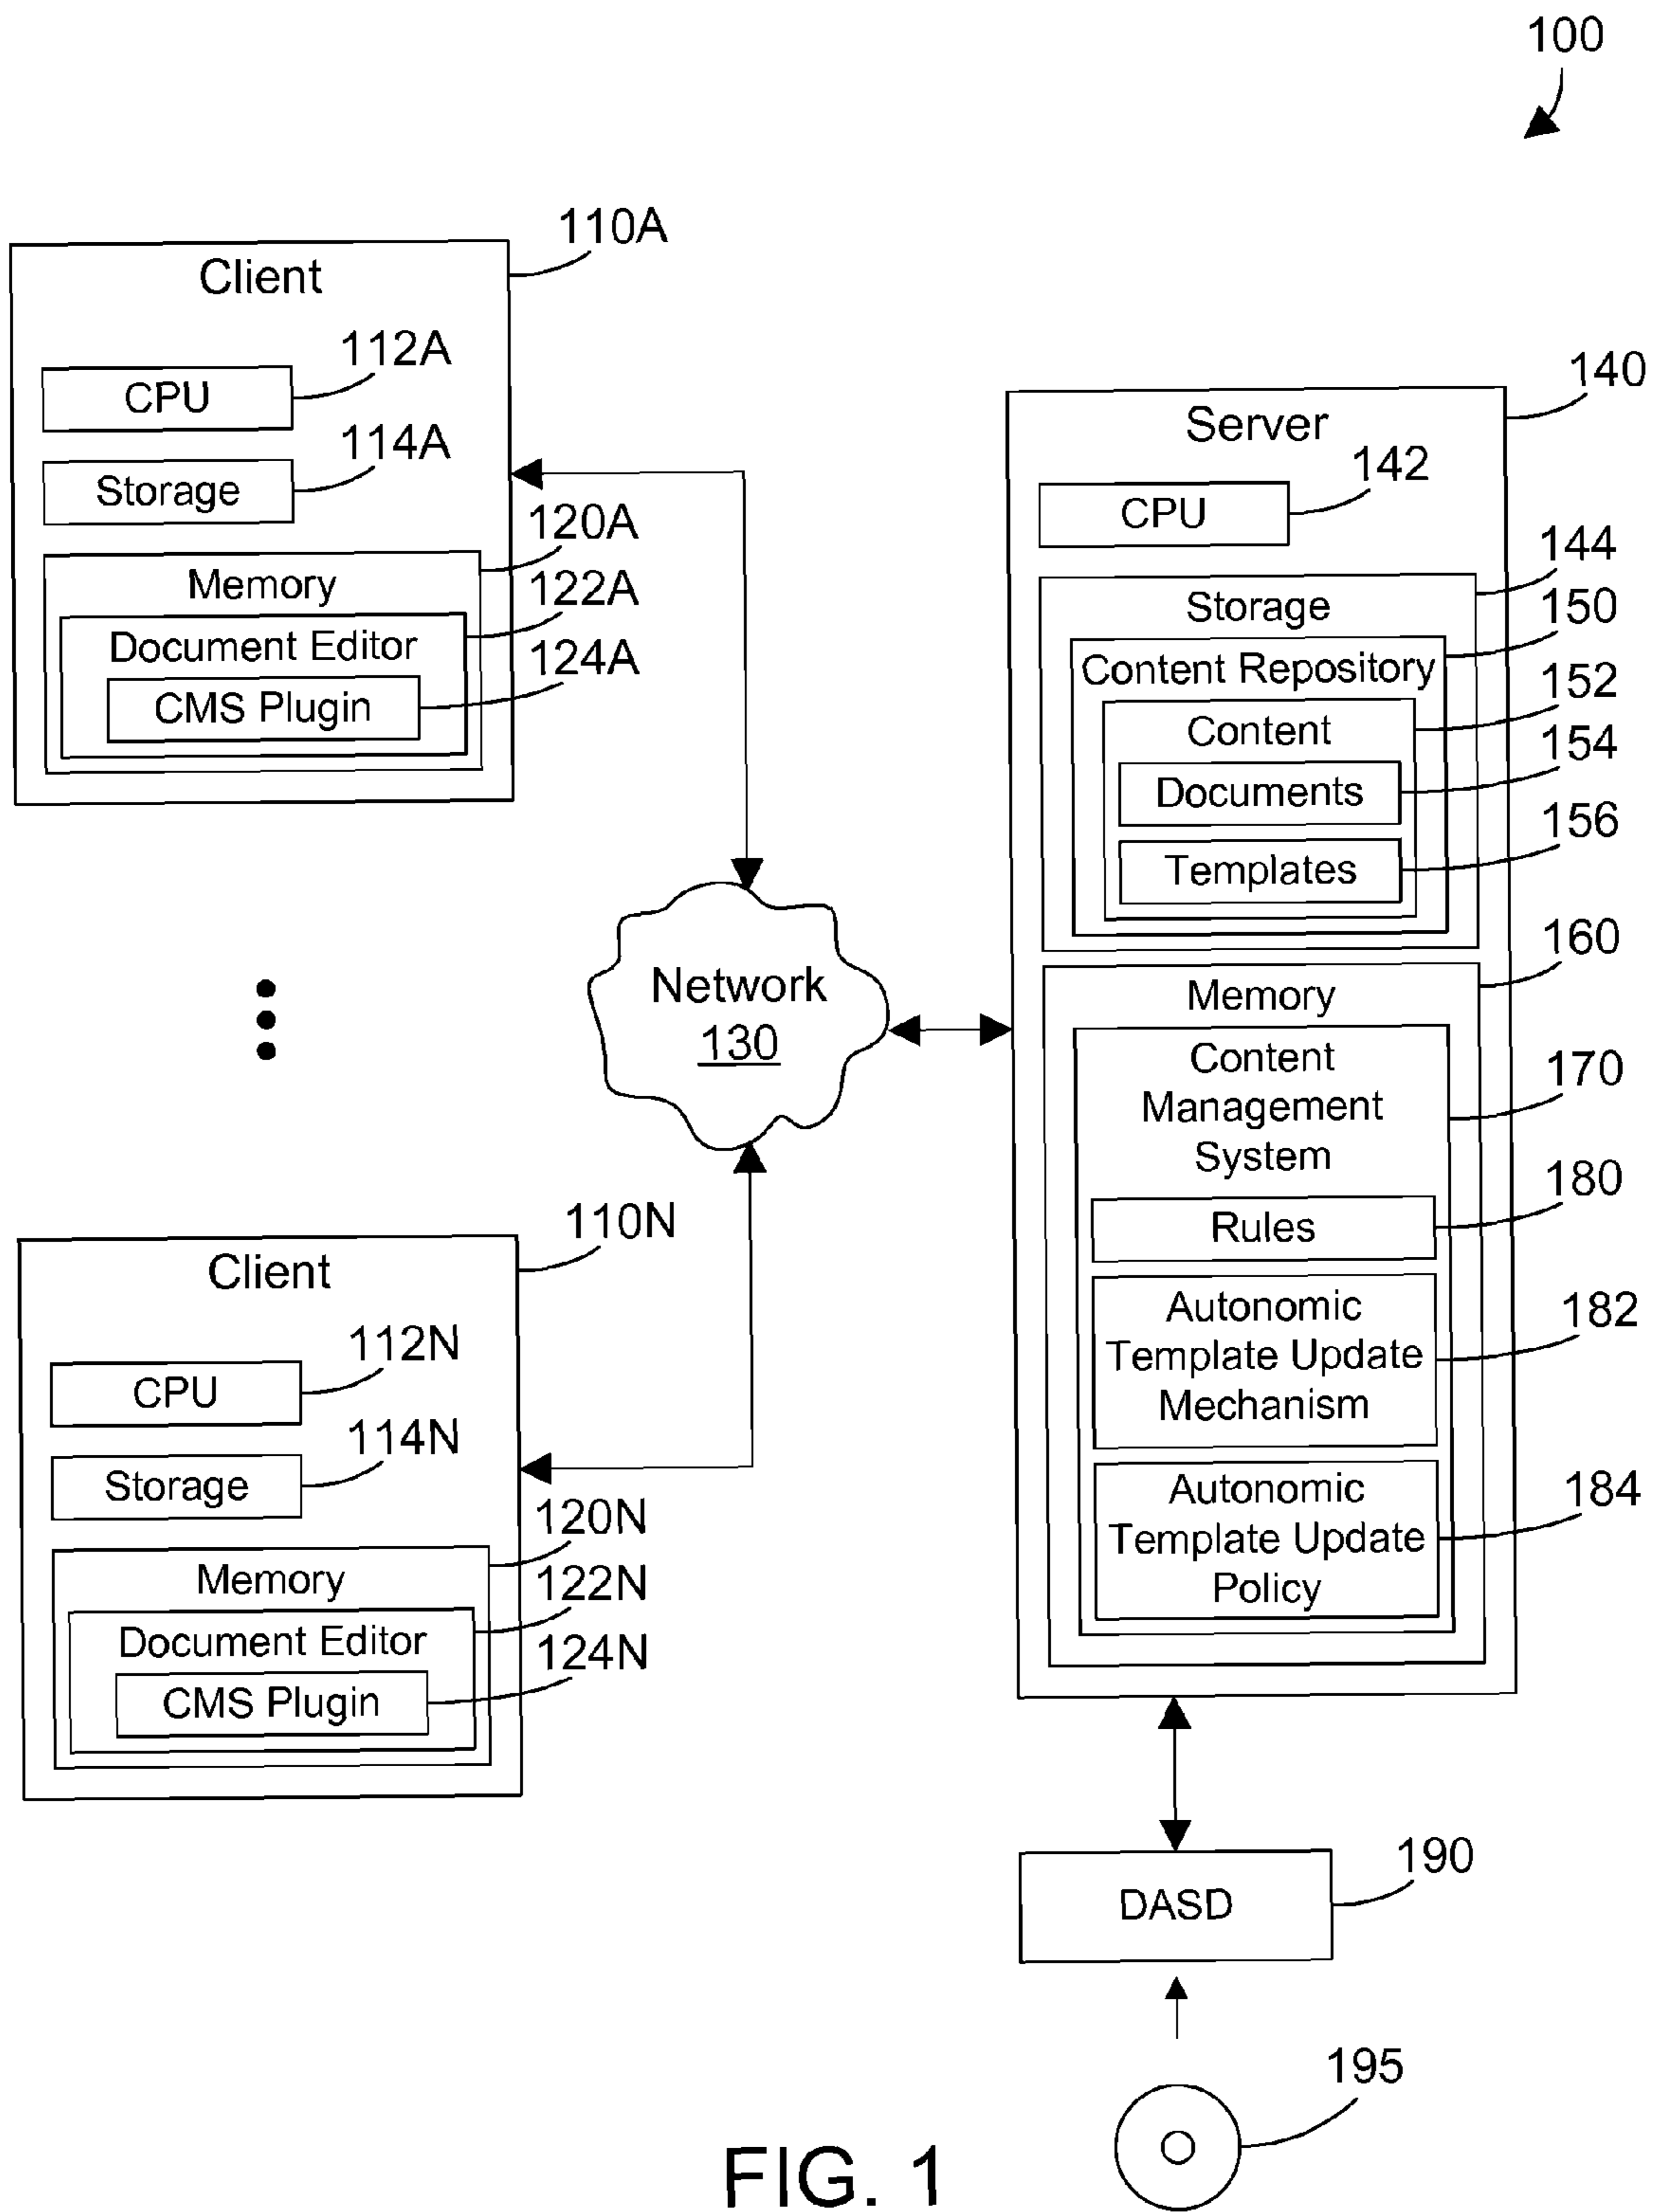 100
110A
Client
112A
CPU
114A
Storage
120A
Memory
122A
Document Editor
124A
CMS Plugin
Network
130
110N
Client
112N
CPU
114N
Storage
120N
Memory
122N
Document Editor
124N
CMS Plugin
140
Server
142
CPU
144
Storage
150
Content Repository
152
Content
154
Documents
156
Templates
160
Memory
Content
Management
System
170
180
Rules
Autonomic
Template Update
Mechanism
182
Autonomic
Template Update
Policy
184
190
DASD
195
FIG. 1